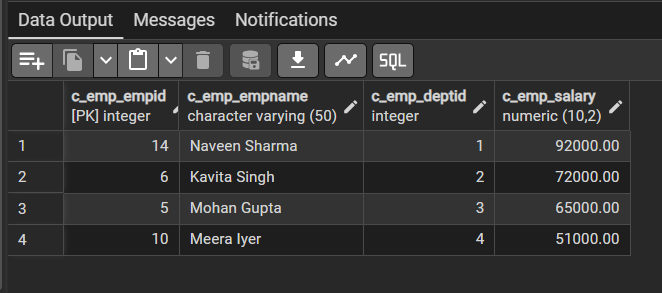 Data Output Messages Notifications
SQL
c_emp_empid c_emp_empname c_emp_deptid c_emp_salary
[PK] integer character varying (50) integer numeric (10,2)
1 14 Naveen Sharma 1 92000.00
2 6 Kavita Singh 2 72000.00
3 5 Mohan Gupta 3 65000.00
4 10 Meera Iyer 4 51000.00